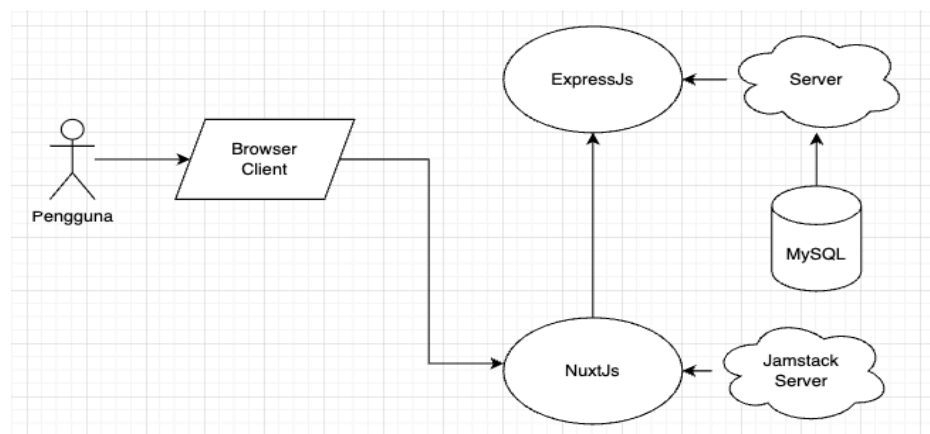 ExpressJs
Server
Browser
Client
Pengguna
MySQL
NuxtJs
Jamstack
Server